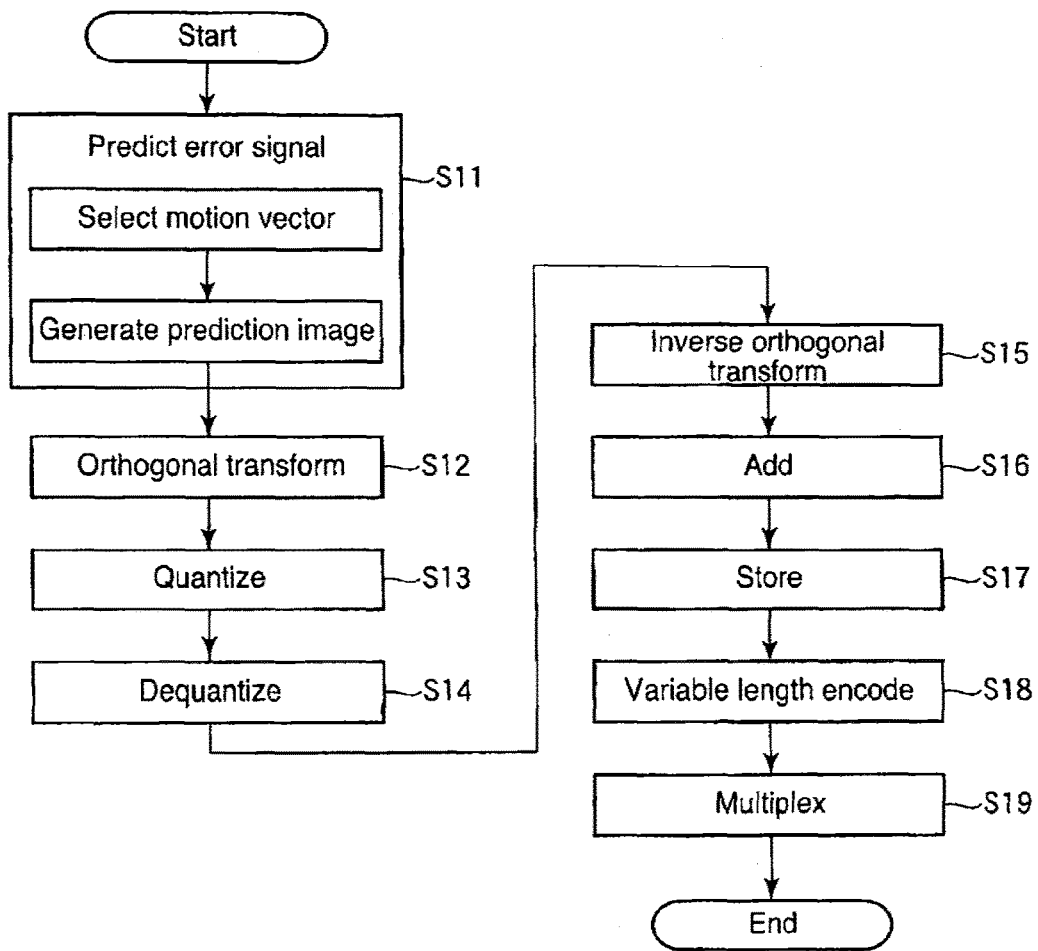 Start
Predict error signal
S11
Select motion vector
Generate prediction image
Orthogonal transform
S12
Quantize
S13
Dequantize
S14
Inverse orthogonal
transform
S15
Add
S16
Store
S17
Variable length encode
S18
Multiplex
S19
End